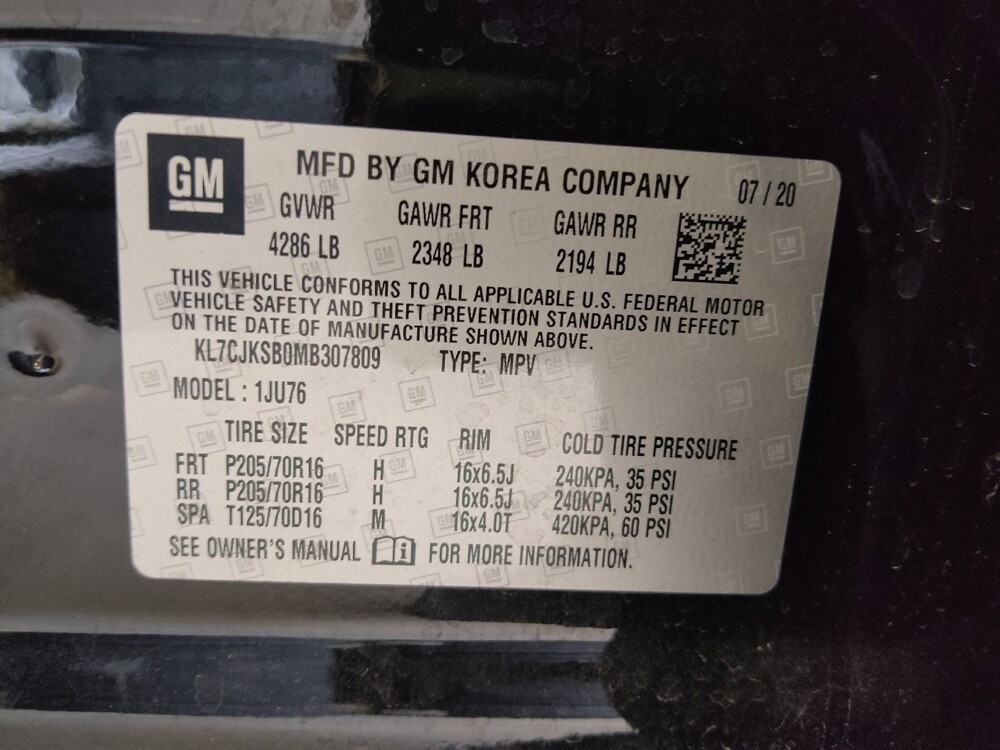 GM MFD BY GM KOREA COMPANY 07 / 20
GVWR GAWR FRT GAWR RR
4286 LB 2348 LB 2194 LB
THIS VEHICLE CONFORMS TO ALL APPLICABLE U.S. FEDERAL MOTOR
VEHICLE SAFETY AND THEFT PREVENTION STANDARDS IN EFFECT
ON THE DATE OF MANUFACTURE SHOWN ABOVE.
KL7CJKSB0MB307809 TYPE: MPV
MODEL : 1JU76
TIRE SIZE SPEED RTG RIM COLD TIRE PRESSURE
FRT P205/70R16 H 16x6.5J 240KPA, 35 PSI
RR P205/70R16 H 16x6.5J 240KPA, 35 PSI
SPA T125/70D16 M 16x4.0T 420KPA, 60 PSI
SEE OWNER'S MANUAL FOR MORE INFORMATION.